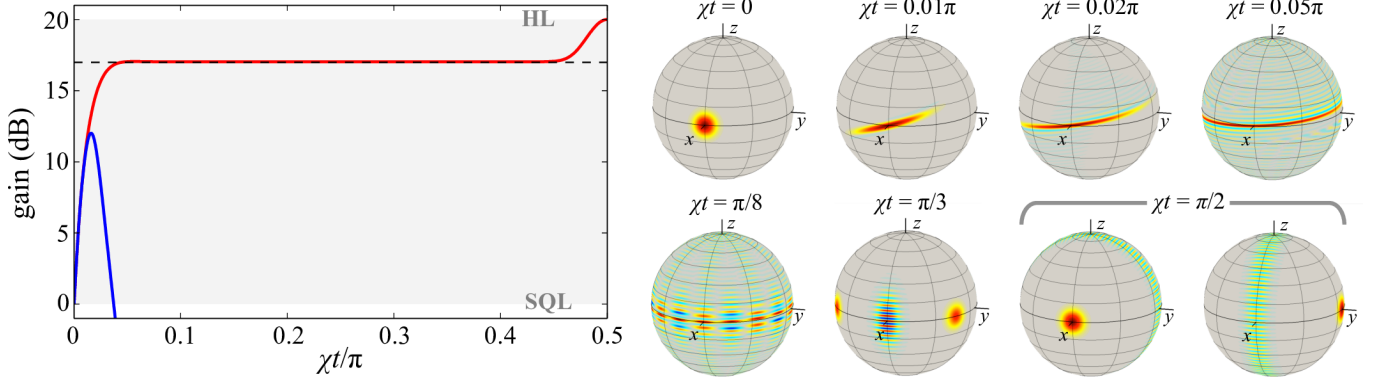 gain (dB)
20
15
10
5
0
HL
SQL
0
0.1
0.2
0.3
0.4
0.5
χt/π
χt = 0
χt = 0.01π
χt = 0.02π
χt = 0.05π
z
z
z
z
x
y
x
y
x
y
x
y
χt = π/8
χt = π/3
χt = π/2
z
z
z
z
x
y
x
y
x
y
x
y